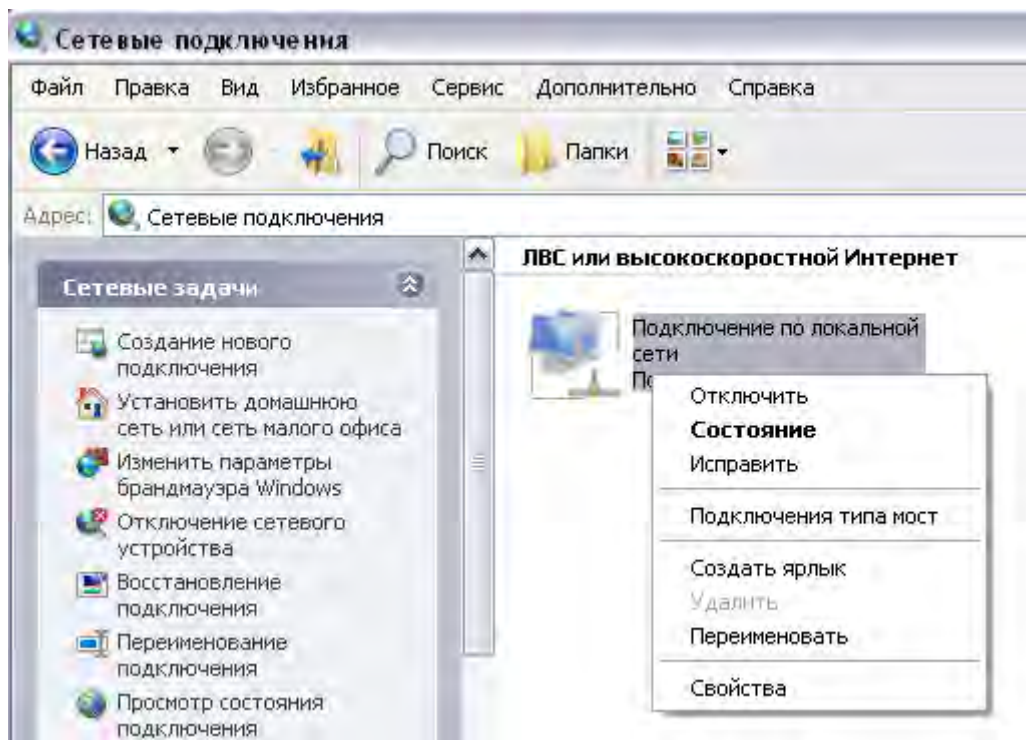 Сетевые подключения
Файл Правка Вид Избранное Сервис Дополнительно Справка
Назад Поиск Папки
Адрес: Сетевые подключения
Сетевые задачи
Создание нового
подключения
Установить домашнюю
сеть или сеть малого офиса
Изменить параметры
брандмауэра Windows
Отключение сетевого
устройства
Восстановление
подключения
Переименование
подключения
Просмотр состояния
подключения
ЛВС или высокоскоростной Интернет
Подключение по локальной
сети
Отключить
Состояние
Исправить
Подключения типа мост
Создать ярлык
Удалить
Переименовать
Свойства